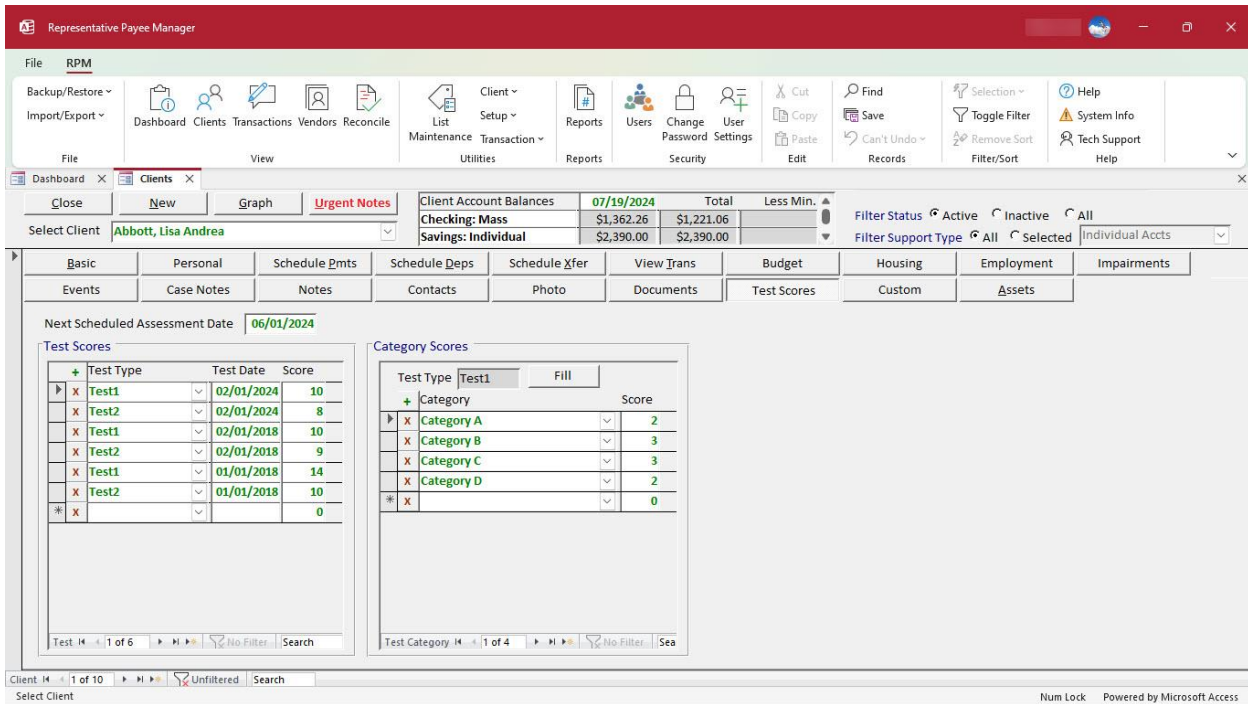 Representative Payee Manager
File RPM
Backup/Restore
Import/Export
Dashboard Clients Transactions Vendors Reconcile
List Maintenance
Client
Setup
Transaction
Reports
Users
Change Password
User Settings
Cut
Copy
Paste
Find
Save
Can't Undo
Selection
Toggle Filter
Remove Sort
Help
System Info
Tech Support
File View Utilities Reports Security Edit Records Filter/Sort Help
Dashboard X Clients X
Close New Graph Urgent Notes
Select Client Abbott, Lisa Andrea
Client Account Balances 07/19/2024 Total Less Min.
Checking: Mass $1,362.26 $1,221.06
Savings: Individual $2,390.00 $2,390.00
Filter Status Active Inactive All
Filter Support Type All Selected Individual Accts
Basic Personal Schedule Pmts Schedule Deps Schedule Xfer View Trans Budget Housing Employment Impairments
Events Case Notes Notes Contacts Photo Documents Test Scores Custom Assets
Next Scheduled Assessment Date 06/01/2024
Test Scores
+ Test Type Test Date Score
x Test1 02/01/2024 10
x Test2 02/01/2024 8
x Test1 02/01/2018 10
x Test2 02/01/2018 9
x Test1 01/01/2018 14
x Test2 01/01/2018 10
* x 0
Test 1 of 6 No Filter Search
Category Scores
Test Type Test1 Fill
+ Category Score
x Category A 2
x Category B 3
x Category C 3
x Category D 2
* x 0
Test Category 1 of 4 No Filter Sea
Client 1 of 10 Unfiltered Search
Select Client Num Lock Powered by Microsoft Access